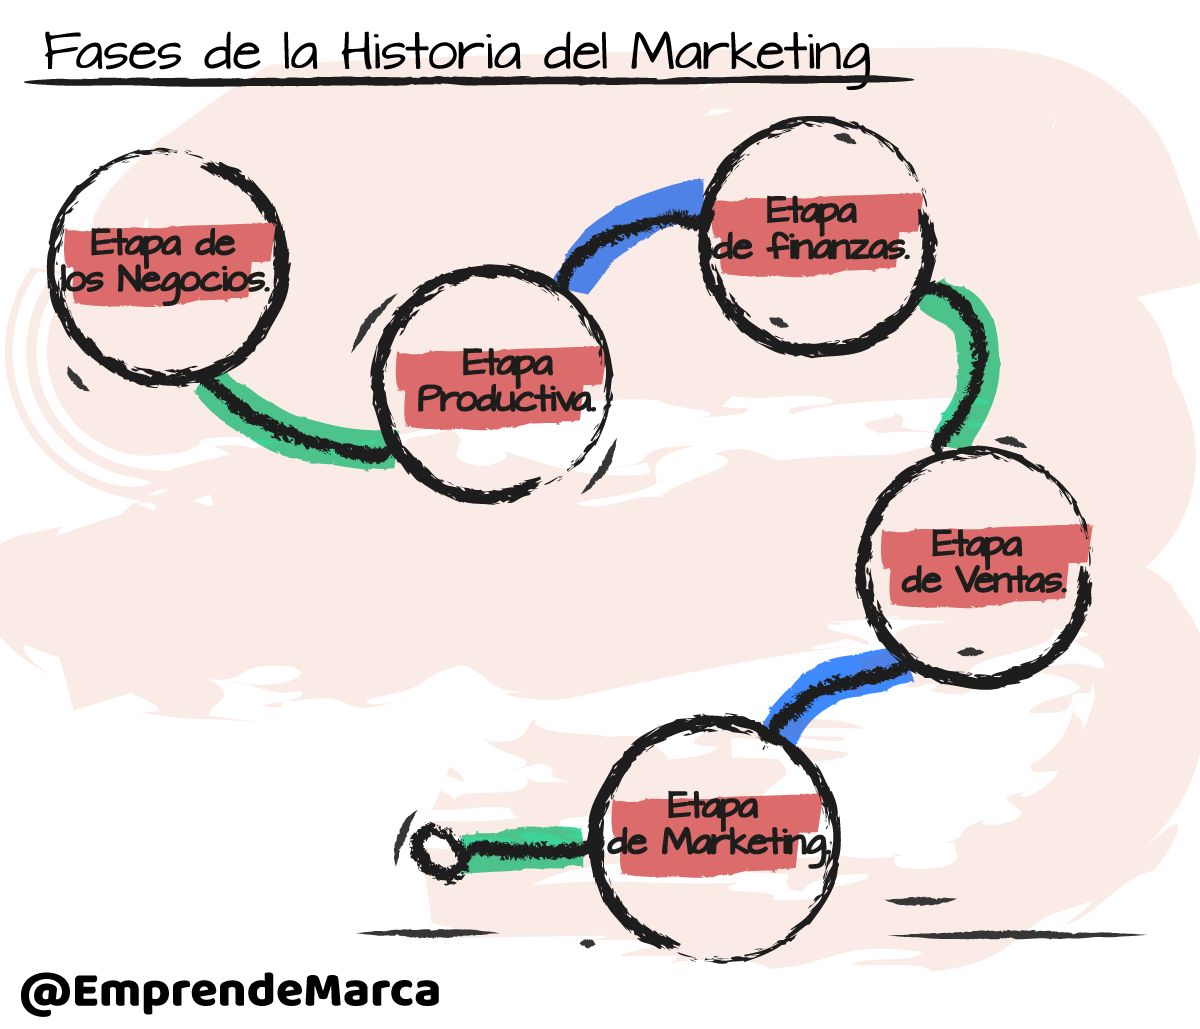 Fases de la Historia del Marketing
Etapa de
los Negocios.
Etapa
Productiva.
Etapa
de finanzas.
Etapa
de Ventas.
Etapa
de Marketing.
@EmprendeMarca